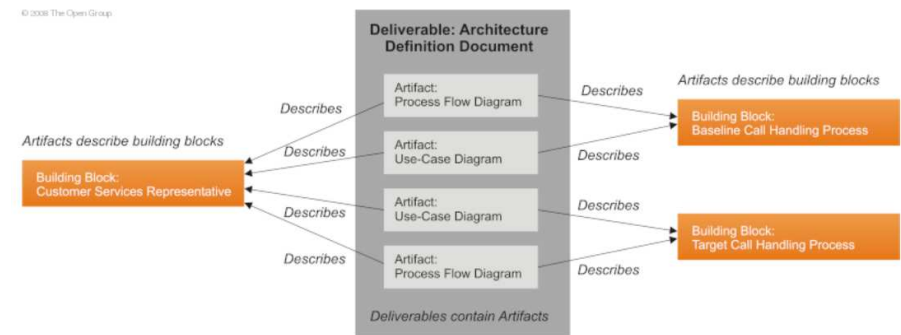 © 2008 The Open Group
Deliverable: Architecture
Definition Document
Artifact:
Process Flow Diagram
Artifact:
Use-Case Diagram
Artifact:
Use-Case Diagram
Artifact:
Process Flow Diagram
Deliverables contain Artifacts
Describes
Describes
Describes
Describes
Artifacts describe building blocks
Building Block:
Customer Services Representative
Describes
Describes
Describes
Describes
Artifacts describe building blocks
Building Block:
Baseline Call Handling Process
Building Block:
Target Call Handling Process